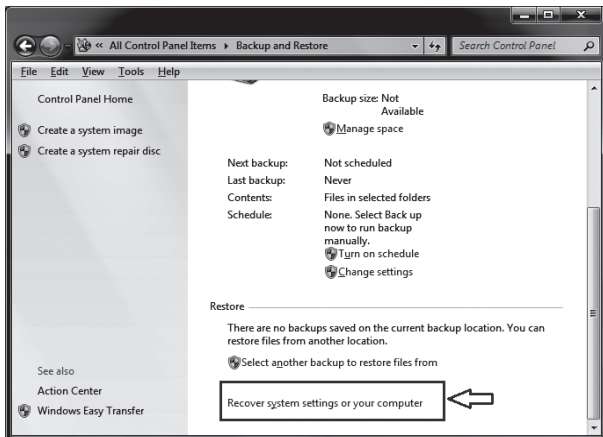 « All Control Panel Items ▸ Backup and Restore
Search Control Panel
File Edit View Tools Help
Control Panel Home
Create a system image
Create a system repair disc
See also
Action Center
Windows Easy Transfer
Backup size: Not
Available
Manage space
Next backup: Not scheduled
Last backup: Never
Contents: Files in selected folders
Schedule: None. Select Back up
now to run backup
manually.
Turn on schedule
Change settings
Restore
There are no backups saved on the current backup location. You can
restore files from another location.
Select another backup to restore files from
Recover system settings or your computer